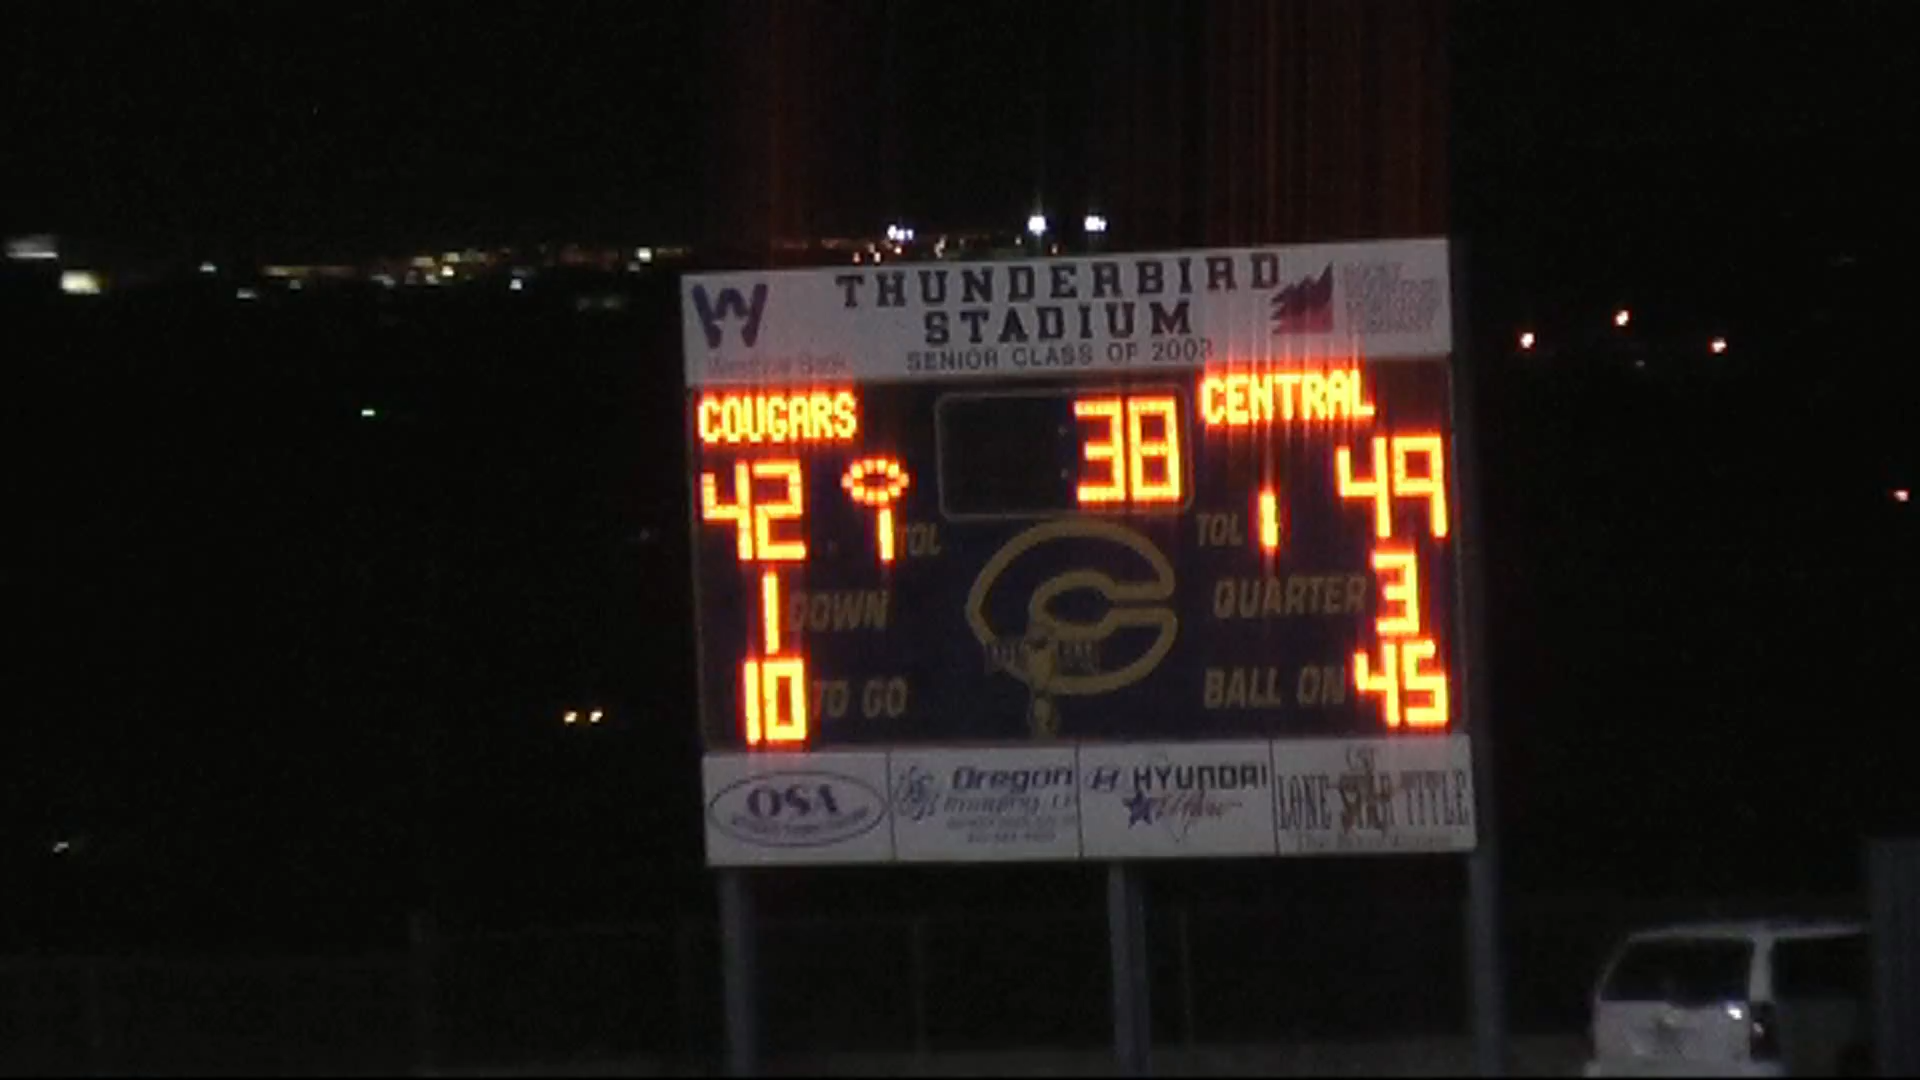 THUNDERBIRD
STADIUM
SENIOR CLASS OF 2003
COUGARS
38
CENTRAL
42
49
1 TOL
TOL 1
1 DOWN
QUARTER 3
10 TO GO
BALL ON 45
OSA
Oregon
Imaging
HYUNDAI
LONE STAR TITLE